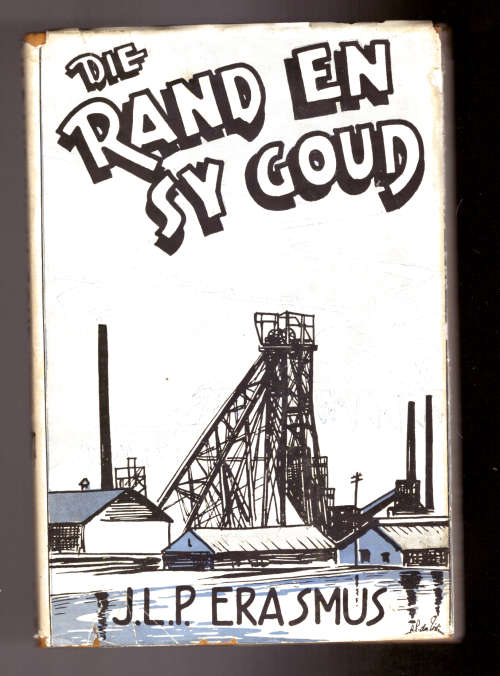 DIE
RAND EN
SY GOUD
J.L.P. ERASMUS